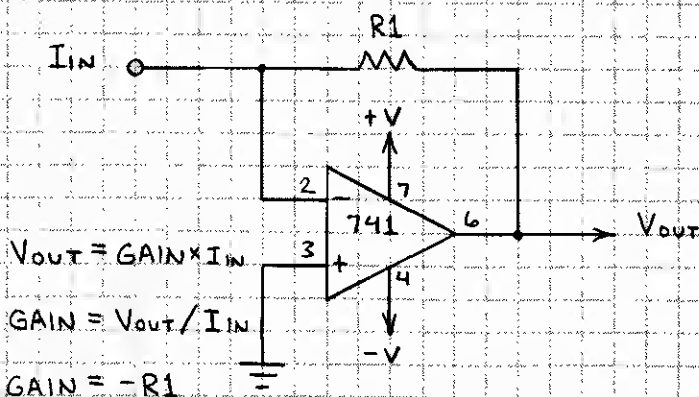 R1
IIN
+V
2
-
7
741
6
VOUT
3
+
4
VOUT = GAIN × IIN
GAIN = VOUT / IIN
-V
GAIN = -R1